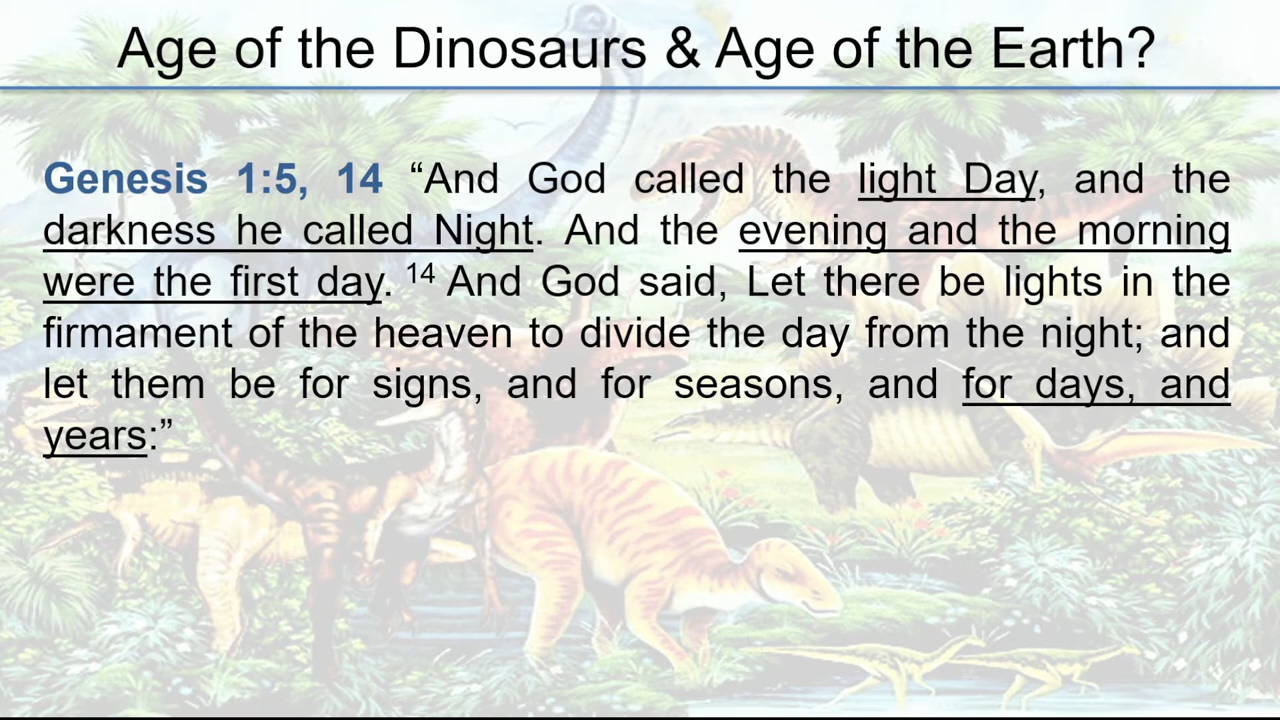 Age of the Dinosaurs & Age of the Earth?
Genesis 1:5, 14 “And God called the light Day, and the
darkness he called Night. And the evening and the morning
were the first day. 14 And God said, Let there be lights in the
firmament of the heaven to divide the day from the night; and
let them be for signs, and for seasons, and for days, and
years:”